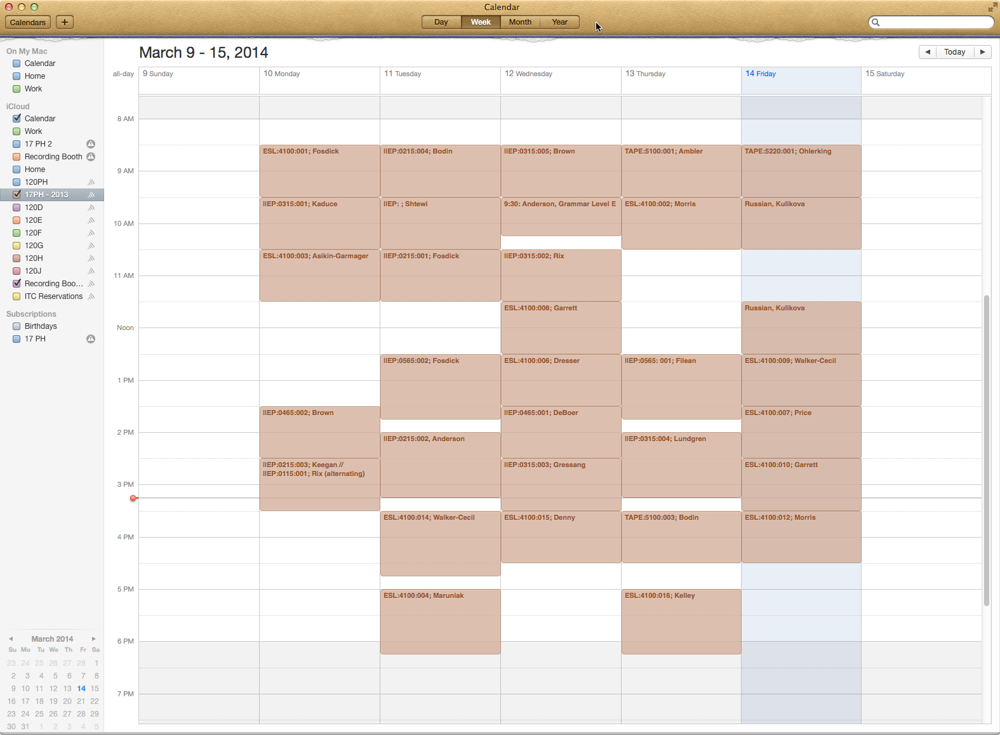 Calendar
Calendars
+
Day
Week
Month
Year
On My Mac
Calendar
Home
Work
iCloud
Calendar
Work
17 PH 2
Recording Booth
Home
120PH
17PH - 2013
120D
120E
120F
120G
120H
120J
Recording Boo...
ITC Reservations
Subscriptions
Birthdays
17 PH
March 2014
Su Mo Tu We Th Fr Sa
23 24 25 26 27 28 1
2 3 4 5 6 7 8
9 10 11 12 13 14 15
16 17 18 19 20 21 22
23 24 25 26 27 28 29
30 31 1 2 3 4 5
March 9 - 15, 2014
Today
all-day
9 Sunday
10 Monday
11 Tuesday
12 Wednesday
13 Thursday
14 Friday
15 Saturday
8 AM
ESL:4100:001; Fosdick
IIEP:0215:004; Bodin
IIEP:0315:005; Brown
TAPE:5100:001; Ambler
TAPE:5220:001; Ohlerking
9 AM
IIEP:0315:001; Kaduce
IIEP: ; Shtewi
9:30: Anderson, Grammar Level E
ESL:4100:002; Morris
Russian, Kulikova
10 AM
ESL:4100:003; Asikin-Garmager
IIEP:0215:001; Fosdick
IIEP:0315:002; Rix
11 AM
ESL:4100:008; Garrett
Russian, Kulikova
Noon
IIEP:0565:002; Fosdick
ESL:4100:006; Dresser
IIEP:0565: 001; Filean
ESL:4100:009; Walker-Cecil
1 PM
IIEP:0465:002; Brown
IIEP:0465:001; DeBoer
ESL:4100:007; Price
2 PM
IIEP:0215:002, Anderson
IIEP:0315:004; Lundgren
IIEP:0215:003; Keegan //
IIEP:0115:001; Rix (alternating)
IIEP:0315:003; Gressang
ESL:4100:010; Garrett
3 PM
ESL:4100:014; Walker-Cecil
ESL:4100:015; Denny
TAPE:5100:003; Bodin
ESL:4100:012; Morris
4 PM
5 PM
ESL:4100:004; Maruniak
ESL:4100:016; Kelley
6 PM
7 PM